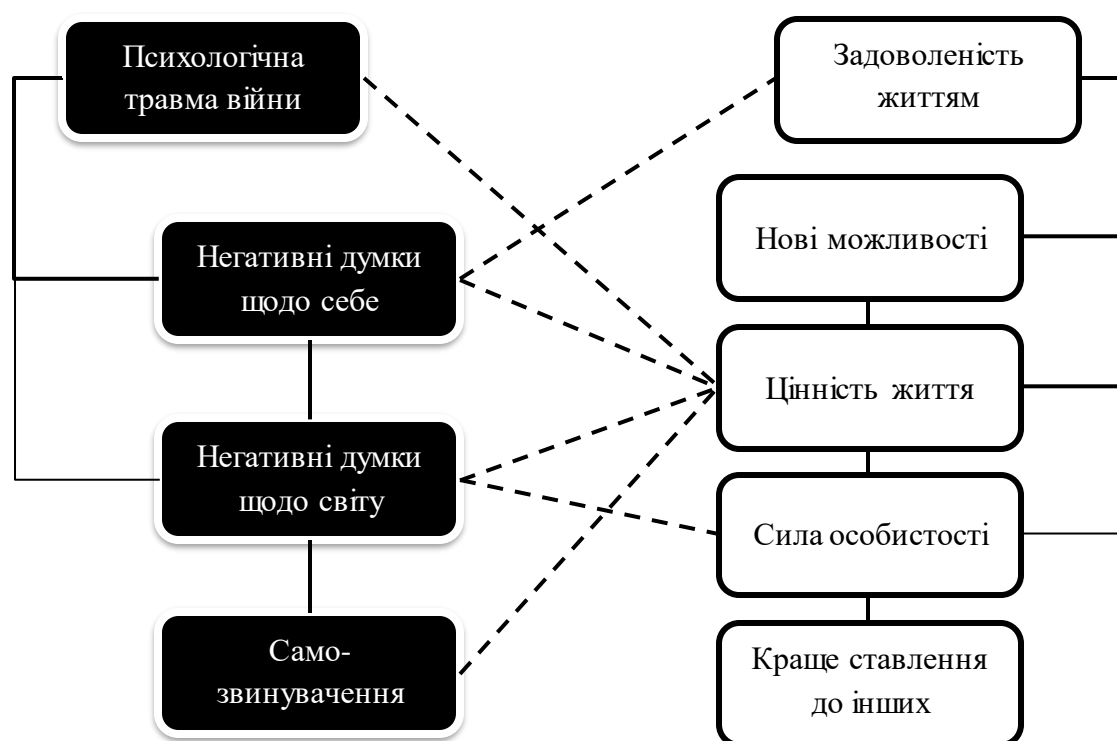 Психологічна
травма війни
Негативні думки
щодо себе
Негативні думки
щодо світу
Само-
звинувачення
Задоволеність
життям
Нові можливості
Цінність життя
Сила особистості
Краще ставлення
до інших